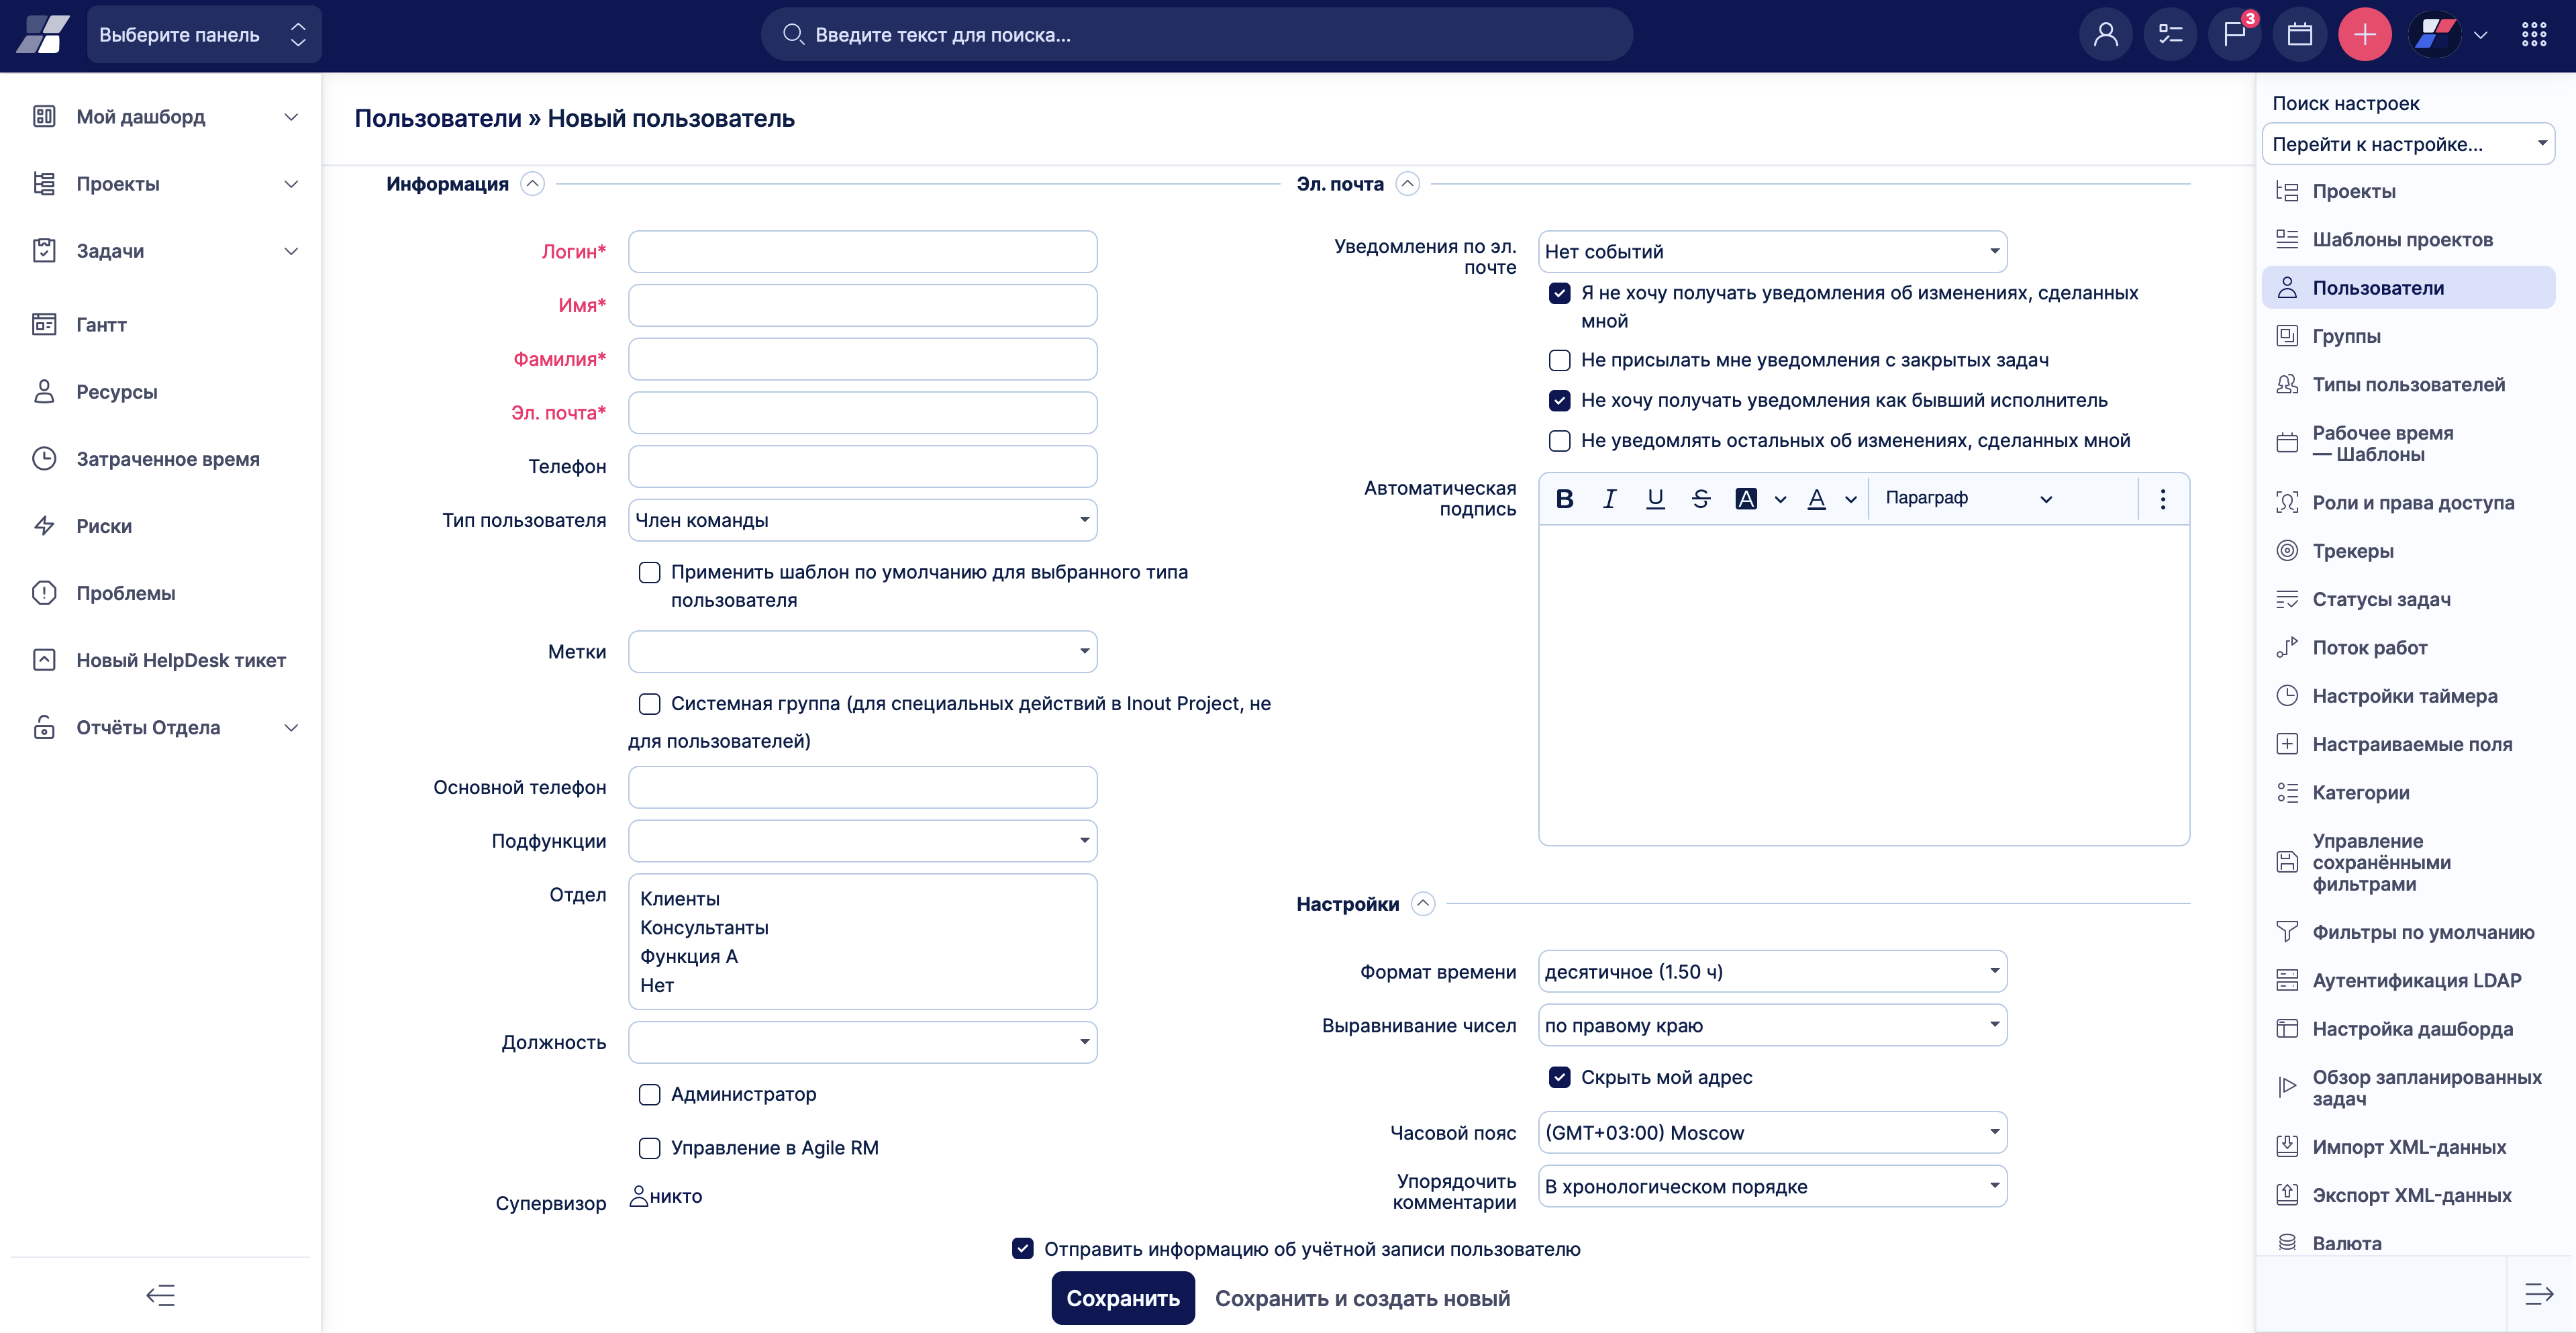 Выберите панель
Введите текст для поиска...
3
Мой дашборд
Проекты
Задачи
Гантт
Ресурсы
Затраченное время
Риски
Проблемы
Новый HelpDesk тикет
Отчёты Отдела
Пользователи » Новый пользователь
Информация
Логин*
Имя*
Фамилия*
Эл. почта*
Телефон
Тип пользователя
Член команды
Применить шаблон по умолчанию для выбранного типа
пользователя
Метки
Системная группа (для специальных действий в Inout Project, не
для пользователей)
Основной телефон
Подфункции
Отдел
Клиенты
Консультанты
Функция А
Нет
Должность
Администратор
Управление в Agile RM
Супервизор
никто
Эл. почта
Уведомления по эл.
почте
Нет событий
Я не хочу получать уведомления об изменениях, сделанных
мной
Не присылать мне уведомления с закрытых задач
Не хочу получать уведомления как бывший исполнитель
Не уведомлять остальных об изменениях, сделанных мной
Автоматическая
подпись
Параграф
Настройки
Формат времени
десятичное (1.50 ч)
Выравнивание чисел
по правому краю
Скрыть мой адрес
Часовой пояс
(GMT+03:00) Moscow
Упорядочить
комментарии
В хронологическом порядке
Отправить информацию об учётной записи пользователю
Сохранить
Сохранить и создать новый
Поиск настроек
Перейти к настройке...
Проекты
Шаблоны проектов
Пользователи
Группы
Типы пользователей
Рабочее время
— Шаблоны
Роли и права доступа
Трекеры
Статусы задач
Поток работ
Настройки таймера
Настраиваемые поля
Категории
Управление
сохранёнными
фильтрами
Фильтры по умолчанию
Аутентификация LDAP
Настройка дашборда
Обзор запланированных
задач
Импорт XML-данных
Экспорт XML-данных
Валюта